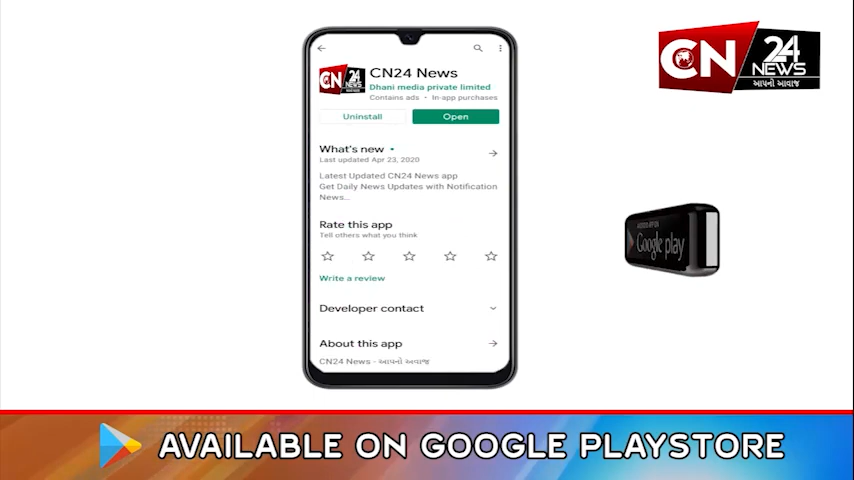 CN24 News
Dhani media private limited
Contains ads • In-app purchases
Uninstall
Open
What's new •
Last updated Apr 23, 2020
Latest Updated CN24 News app
Get Daily News Updates with Notification
News...
Rate this app
Tell others what you think
Write a review
Developer contact
About this app
CN24 News - આપનો અવાજ
CN 24
NEWS
આપનો અવાજ
Google play
AVAILABLE ON GOOGLE PLAYSTORE